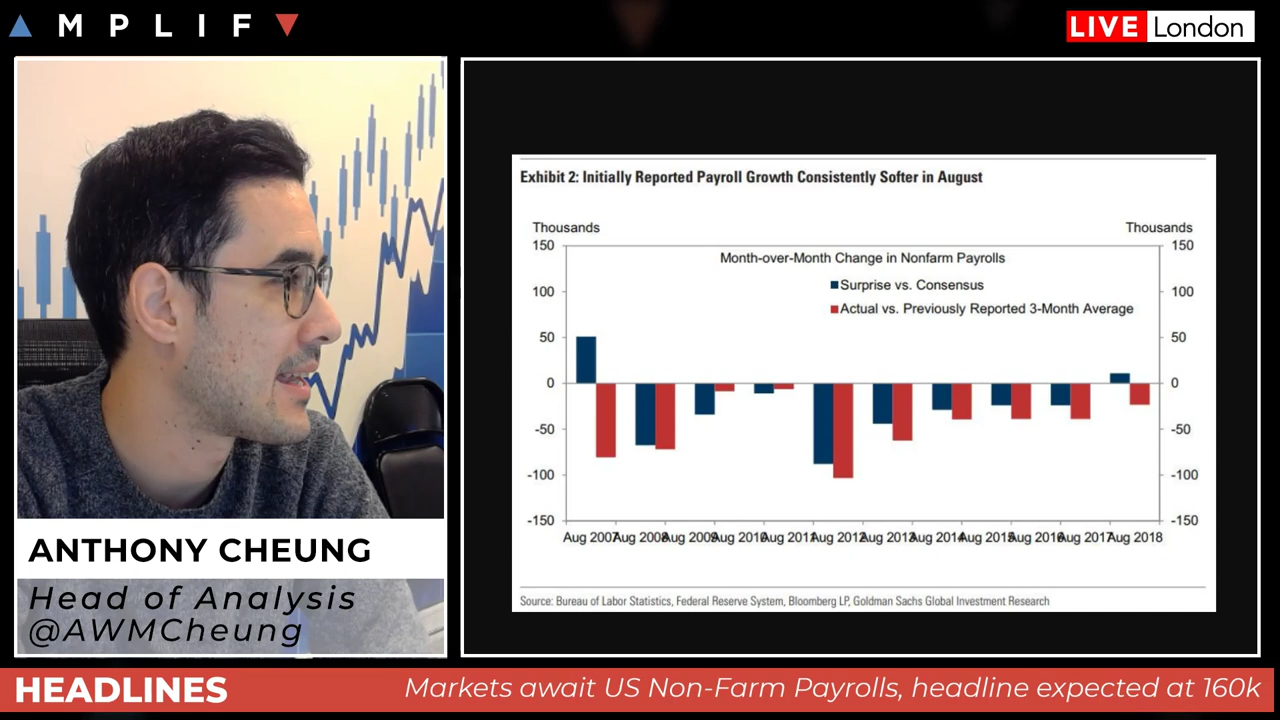 AMPLIFY
LIVE London
Exhibit 2: Initially Reported Payroll Growth Consistently Softer in August
Thousands Thousands
Month-over-Month Change in Nonfarm Payrolls
Surprise vs. Consensus
Actual vs. Previously Reported 3-Month Average
150 150
100 100
50 50
0 0
-50 -50
-100 -100
-150 -150
Aug 2007 Aug 2008 Aug 2009 Aug 2010 Aug 2011 Aug 2012 Aug 2013 Aug 2014 Aug 2015 Aug 2016 Aug 2017 Aug 2018
Source: Bureau of Labor Statistics, Federal Reserve System, Bloomberg LP, Goldman Sachs Global Investment Research
ANTHONY CHEUNG
Head of Analysis
@AWMCheung
HEADLINES Markets await US Non-Farm Payrolls, headline expected at 160k